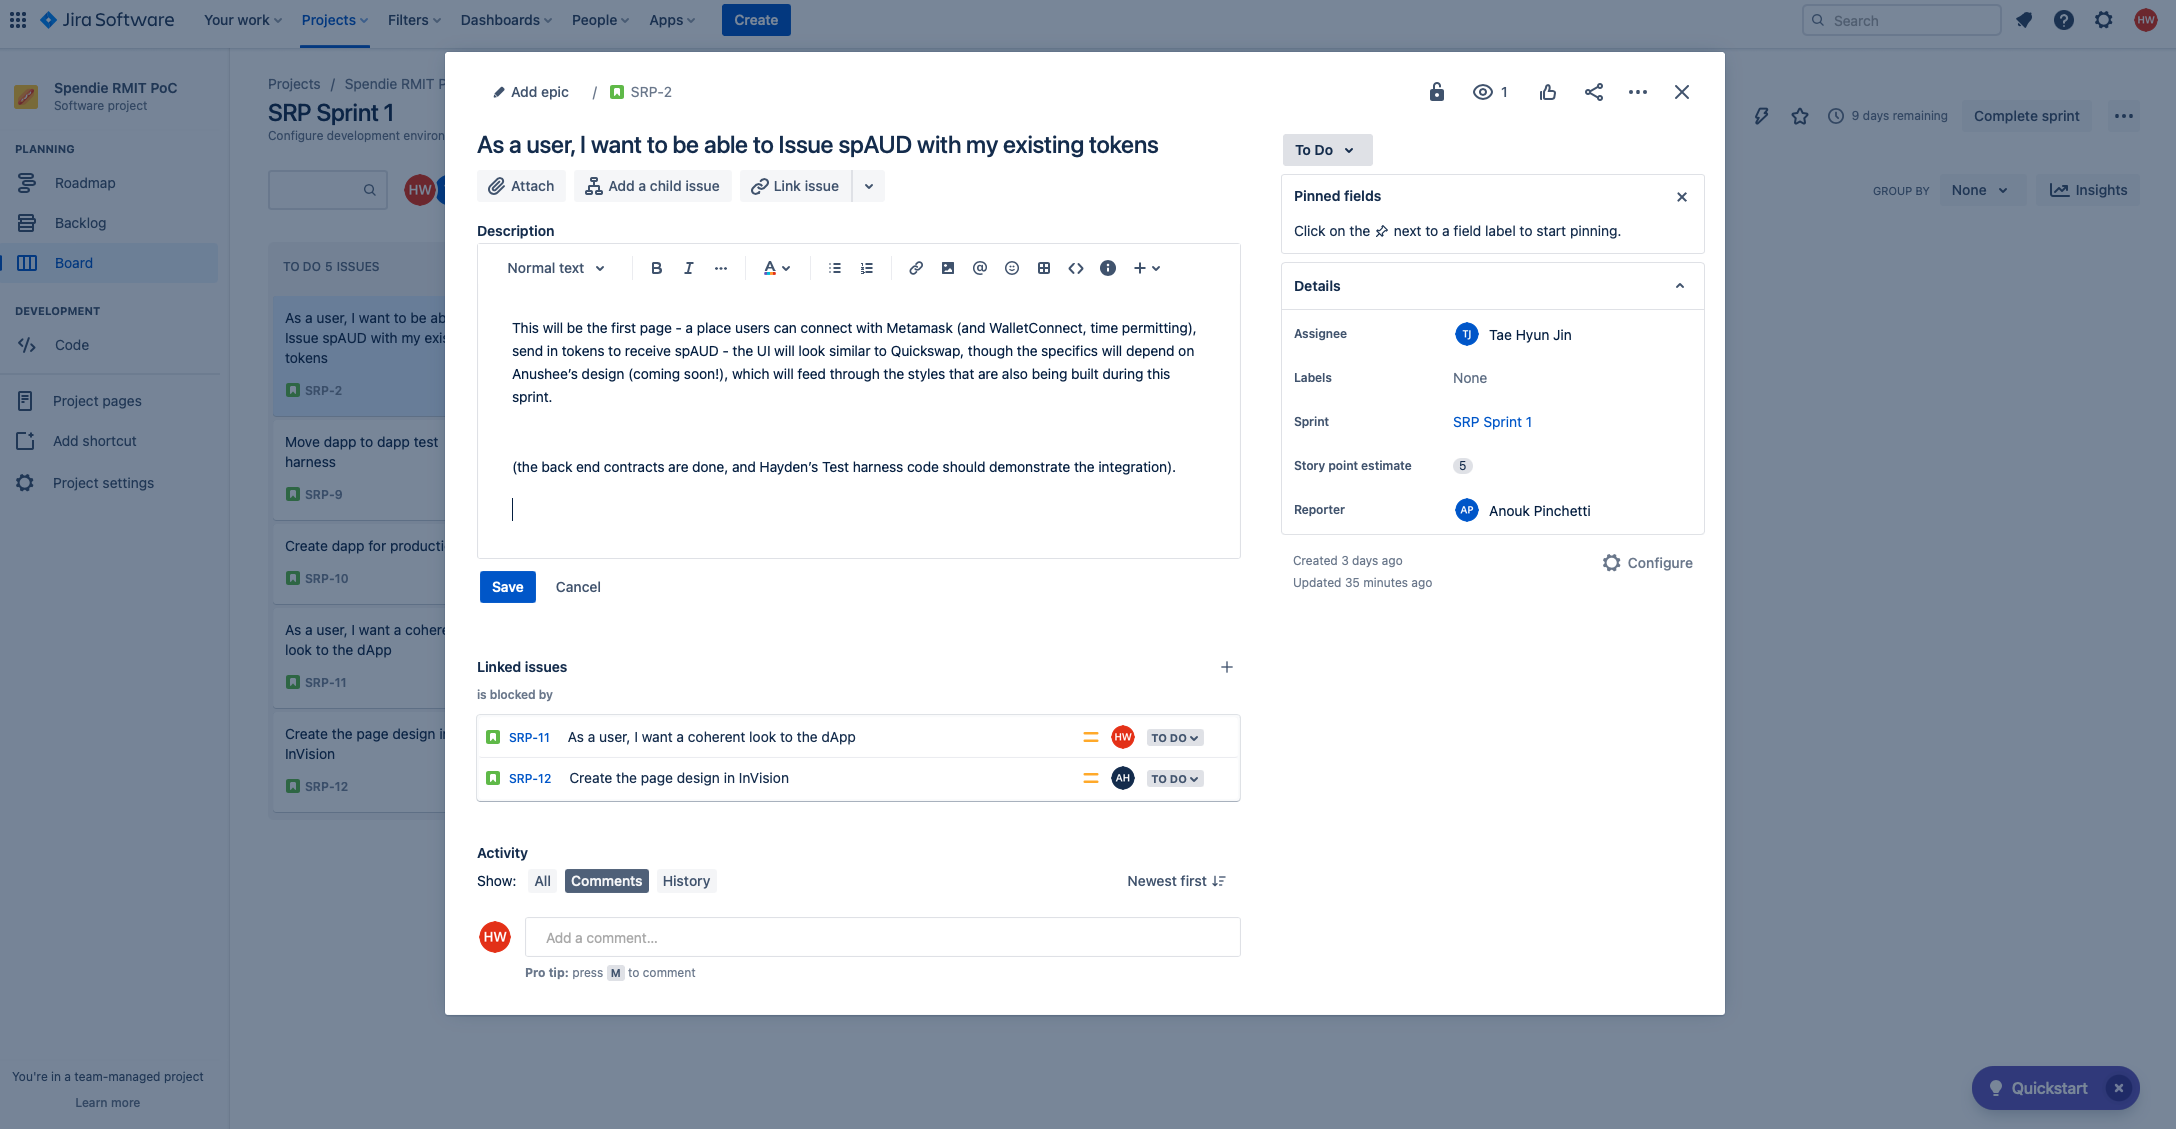 Jira Software
Your work
Projects
Filters
Dashboards
People
Apps
Create
Search
HW
Spendie RMIT PoC
Software project
PLANNING
Roadmap
Backlog
Board
DEVELOPMENT
Code
Project pages
Add shortcut
Project settings
You're in a team-managed project
Learn more
Projects / Spendie RMIT P
SRP Sprint 1
Configure development environ
HW
9 days remaining
Complete sprint
GROUP BY None
Insights
TO DO 5 ISSUES
As a user, I want to be ab
Issue spAUD with my exis
tokens
SRP-2
Move dapp to dapp test
harness
SRP-9
Create dapp for producti
SRP-10
As a user, I want a cohere
look to the dApp
SRP-11
Create the page design i
InVision
SRP-12
Add epic / SRP-2
1
As a user, I want to be able to Issue spAUD with my existing tokens
Attach
Add a child issue
Link issue
Description
Normal text
B I A
This will be the first page - a place users can connect with Metamask (and WalletConnect, time permitting),
send in tokens to receive spAUD - the UI will look similar to Quickswap, though the specifics will depend on
Anushee's design (coming soon!), which will feed through the styles that are also being built during this
sprint.
(the back end contracts are done, and Hayden's Test harness code should demonstrate the integration).
Save
Cancel
Linked issues
is blocked by
SRP-11 As a user, I want a coherent look to the dApp HW TO DO
SRP-12 Create the page design in InVision AH TO DO
Activity
Show: All Comments History
Newest first
HW
Add a comment...
Pro tip: press M to comment
To Do
Pinned fields
Click on the next to a field label to start pinning.
Details
Assignee TJ Tae Hyun Jin
Labels None
Sprint SRP Sprint 1
Story point estimate 5
Reporter AP Anouk Pinchetti
Created 3 days ago
Updated 35 minutes ago
Configure
Quickstart